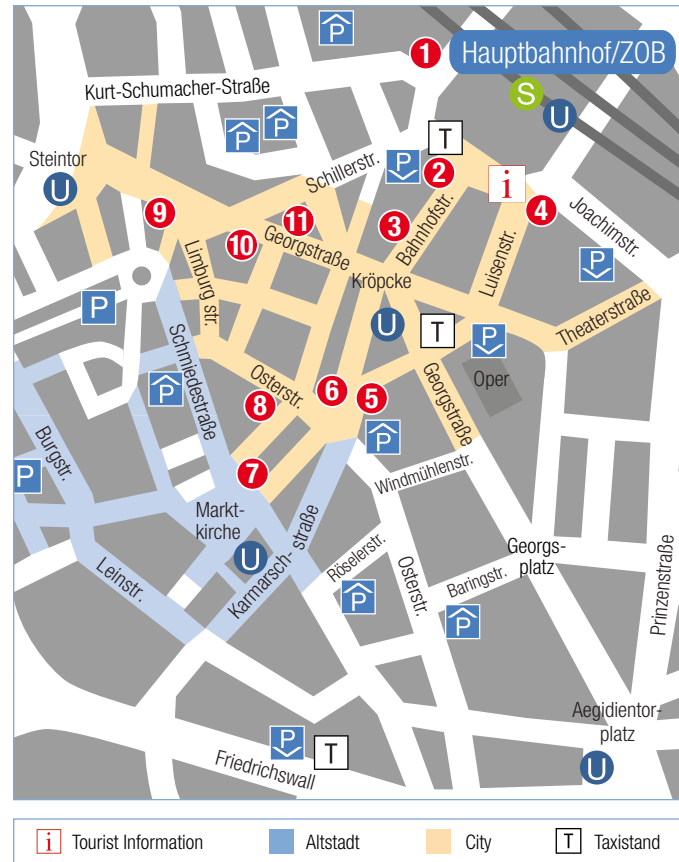 P
1
Hauptbahnhof/ZOB
S
U
Kurt-Schumacher-Straße
P
P
T
Schillerstr.
P
2
Steintor
U
i
4
9
11
3
Bahnhofstr.
Joachimstr.
10
Georgstraße
Luisenstr.
P
Limburg str.
Kröpcke
P
U
T
Theaterstraße
P
Schmiedestraße
Oper
P
Osterstr.
6
5
Georgstraße
8
Burgstr.
P
P
7
Windmühlenstr.
Markt-
kirche
U
Karmarsch-straße
Röselerstr.
Osterstr.
Georgs-
platz
Leinstr.
Baringstr.
P
P
Prinzenstraße
Aegidientor-
platz
U
P
T
Friedrichswall
i Tourist Information Altstadt City T Taxistand